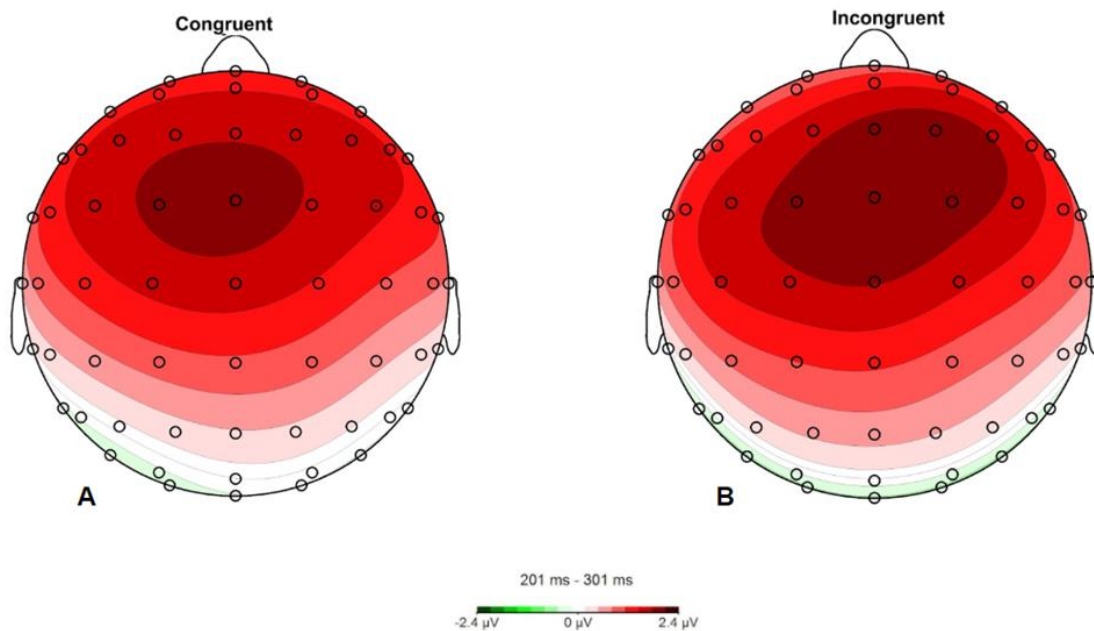 Congruent
Incongruent
A
B
201 ms - 301 ms
-2.4 µV 0 µV 2.4 µV